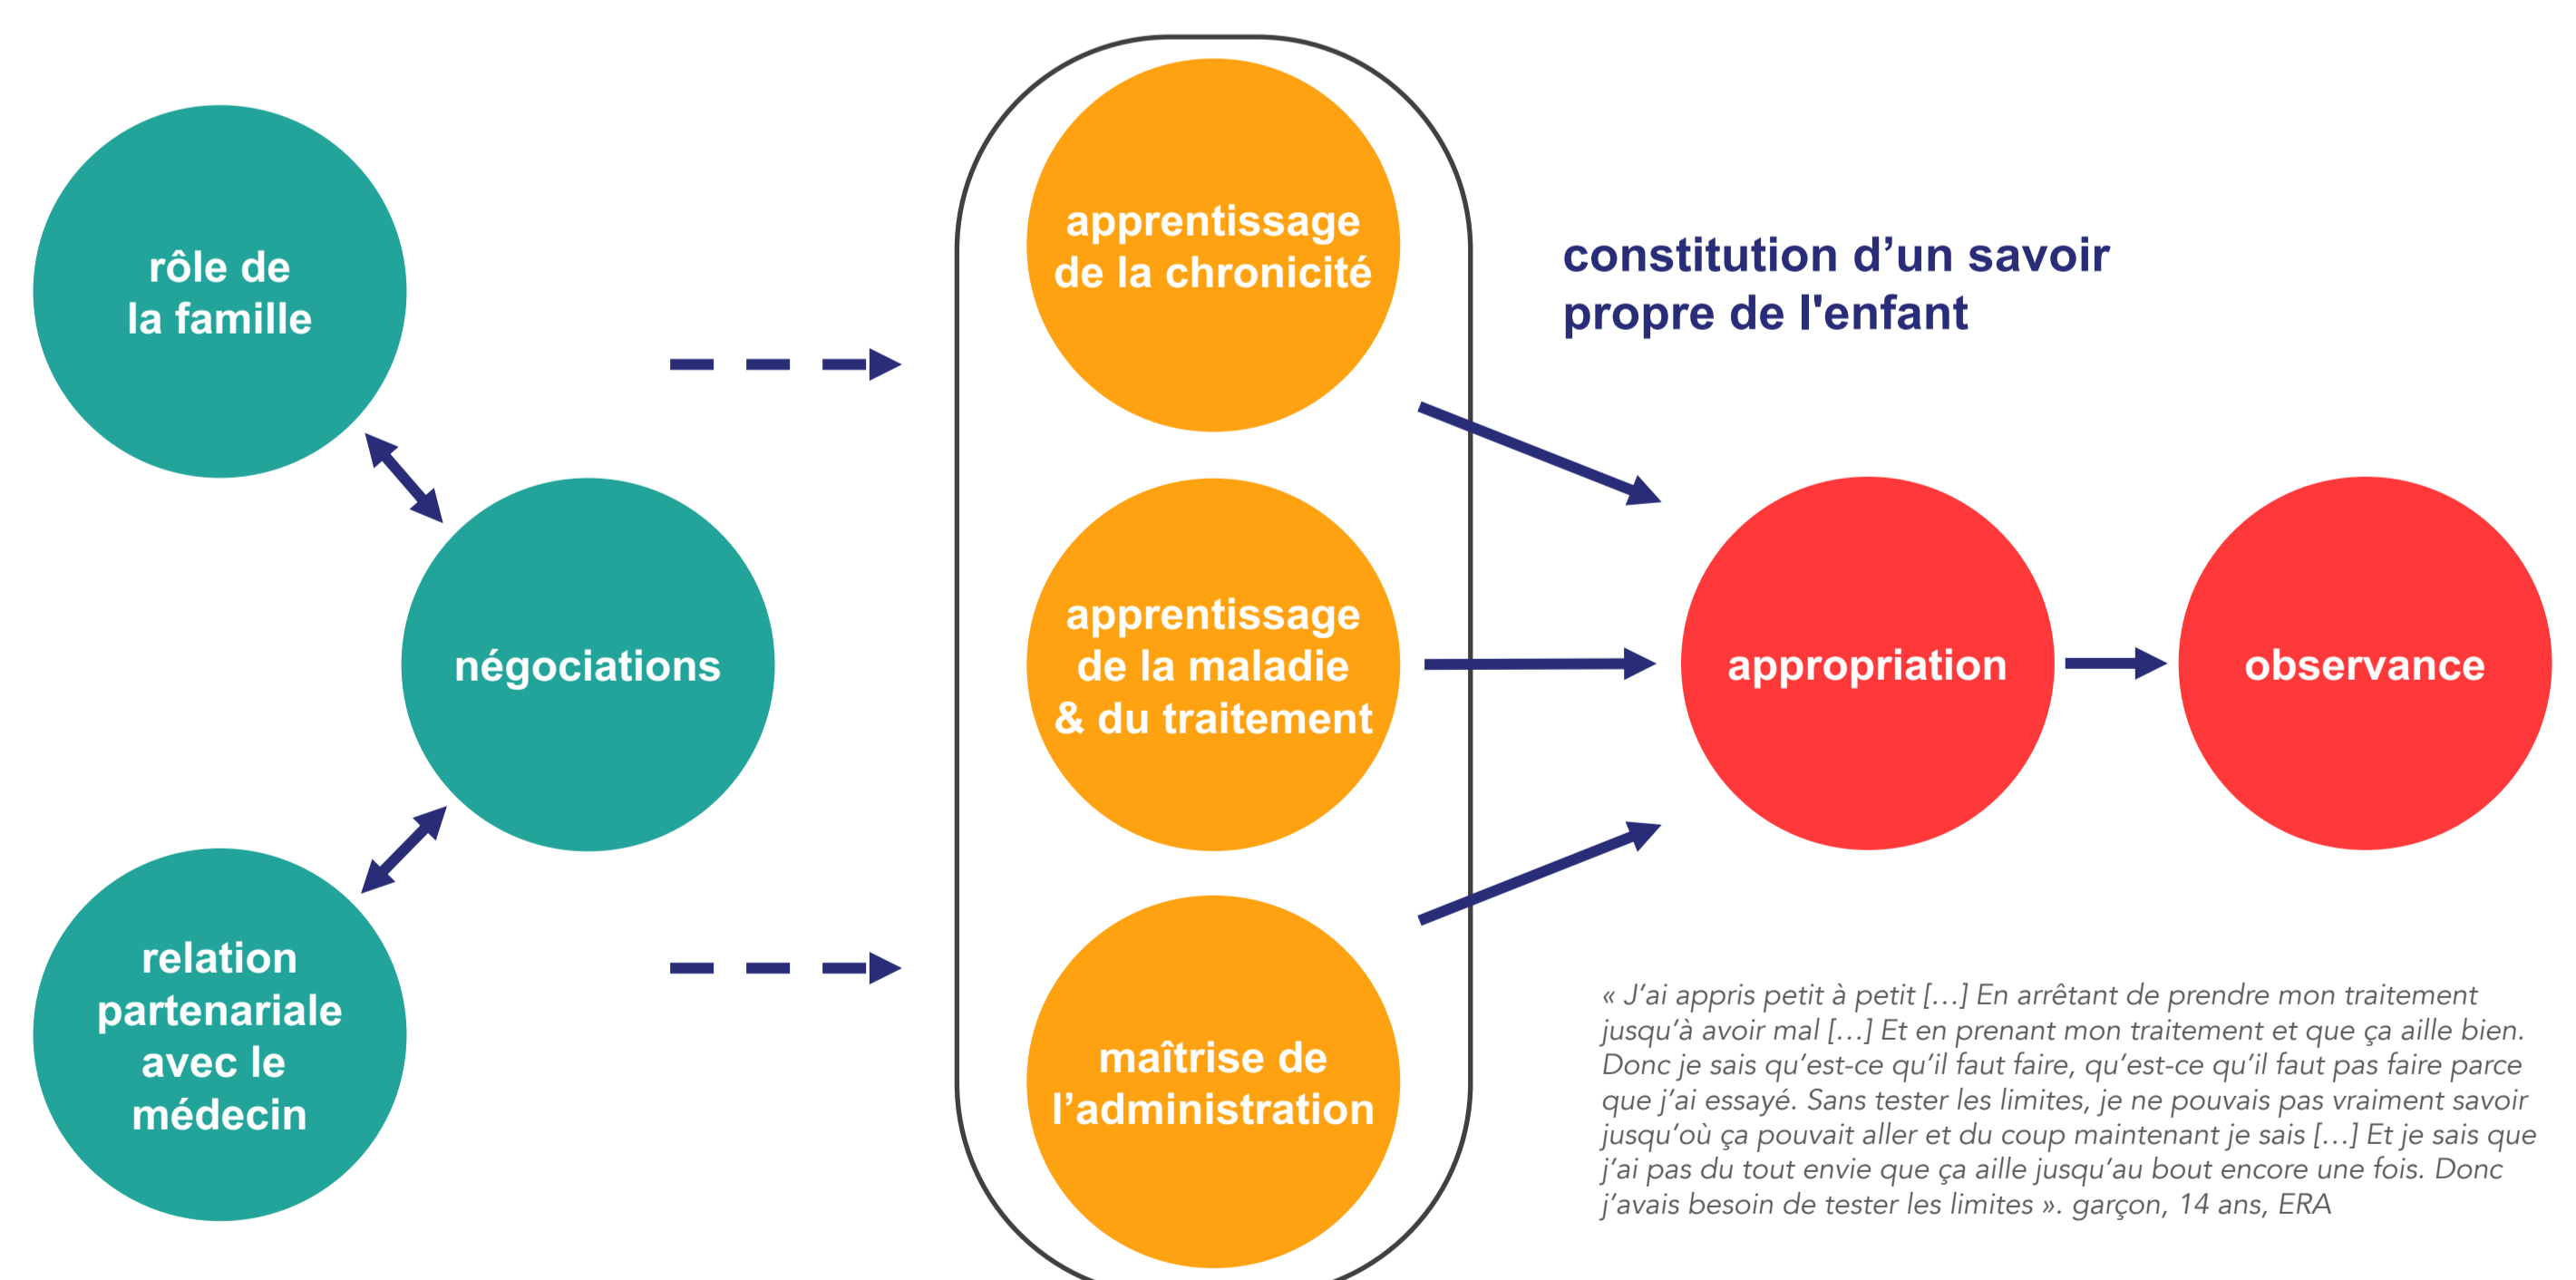 rôle de
la famille
négociations
relation
partenariale
avec le
médecin
apprentissage
de la chronicité
apprentissage
de la maladie
& du traitement
maîtrise de
l’administration
constitution d’un savoir
propre de l'enfant
appropriation
observance
« J’ai appris petit à petit […] En arrêtant de prendre mon traitement
jusqu’à avoir mal […] Et en prenant mon traitement et que ça aille bien.
Donc je sais qu’est-ce qu’il faut faire, qu’est-ce qu’il faut pas faire parce
que j’ai essayé. Sans tester les limites, je ne pouvais pas vraiment savoir
jusqu’où ça pouvait aller et du coup maintenant je sais […] Et je sais que
j’ai pas du tout envie que ça aille jusqu’au bout encore une fois. Donc
j’avais besoin de tester les limites ». garçon, 14 ans, ERA